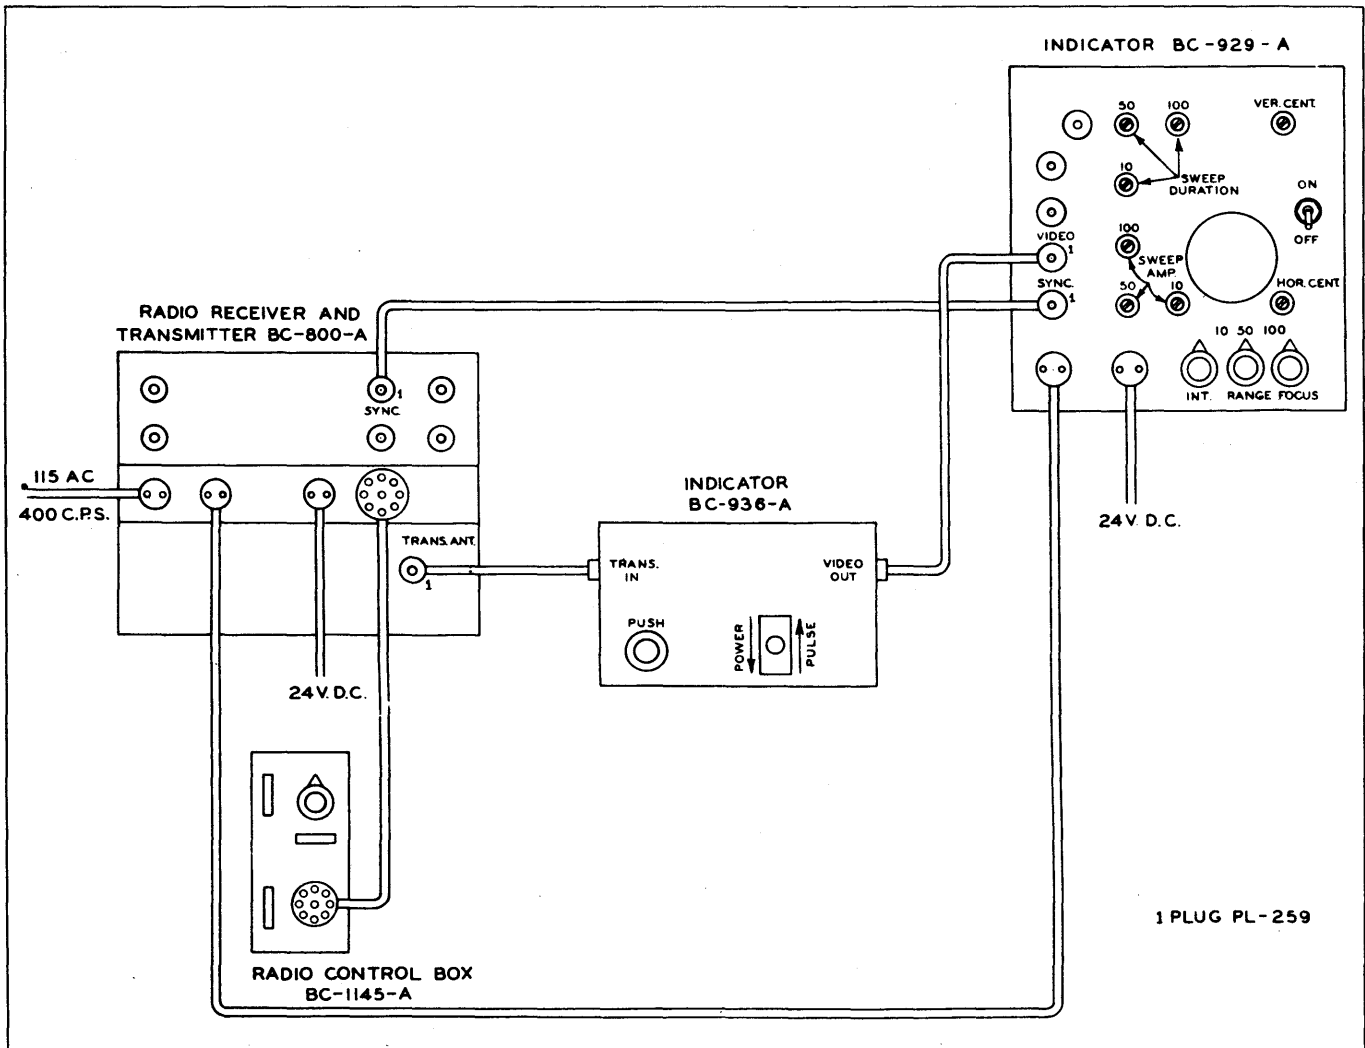 INDICATOR BC-929-A
50 100
VER. CENT.
10
SWEEP
DURATION
ON
OFF
VIDEO
1
100
SWEEP
AMP.
SYNC.
1
50
10
HOR. CENT.
10 50 100
INT. RANGE FOCUS
24 V. D.C.
RADIO RECEIVER AND
TRANSMITTER BC-800-A
1
SYNC.
115 AC
400 C.P.S.
TRANS. ANT.
1
24 V. D.C.
INDICATOR
BC-936-A
TRANS.
IN
VIDEO
OUT
PUSH
POWER
PULSE
RADIO CONTROL BOX
BC-1145-A
1 PLUG PL-259